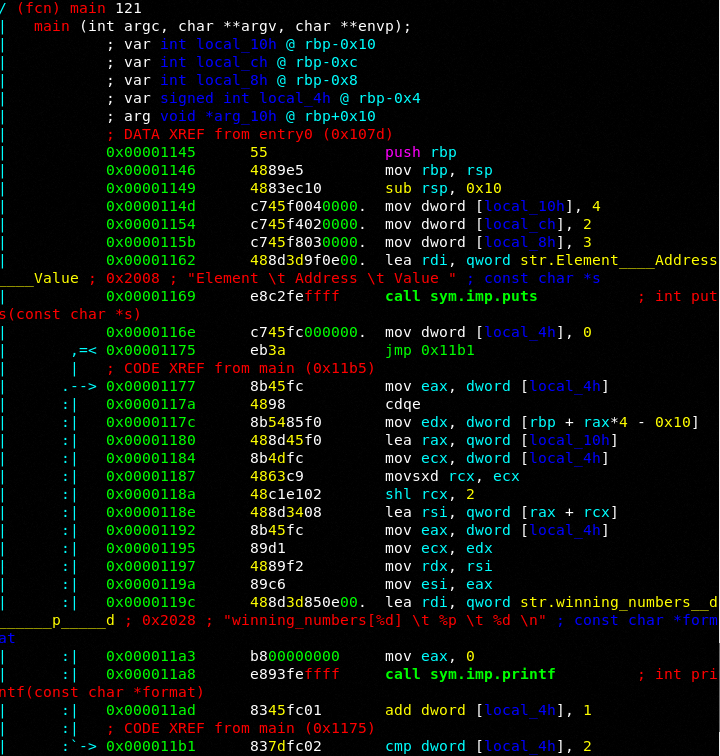 / (fcn) main 121
|   main (int argc, char **argv, char **envp);
|            ; var int local_10h @ rbp-0x10
|            ; var int local_ch @ rbp-0xc
|            ; var int local_8h @ rbp-0x8
|            ; var signed int local_4h @ rbp-0x4
|            ; arg void *arg_10h @ rbp+0x10
|            ; DATA XREF from entry0 (0x107d)
|            0x00001145      55              push rbp
|            0x00001146      4889e5          mov rbp, rsp
|            0x00001149      4883ec10        sub rsp, 0x10
|            0x0000114d      c745f0040000.   mov dword [local_10h], 4
|            0x00001154      c745f4020000.   mov dword [local_ch], 2
|            0x0000115b      c745f8030000.   mov dword [local_8h], 3
|            0x00001162      488d3d9f0e00.   lea rdi, qword str.Element____Address
____Value ; 0x2008 ; "Element \t Address \t Value " ; const char *s
|            0x00001169      e8c2feffff      call sym.imp.puts            ; int put
s(const char *s)
|            0x0000116e      c745fc000000.   mov dword [local_4h], 0
|        ,=< 0x00001175      eb3a            jmp 0x11b1
|        |   ; CODE XREF from main (0x11b5)
|       .--> 0x00001177      8b45fc          mov eax, dword [local_4h]
|       :|   0x0000117a      4898            cdqe
|       :|   0x0000117c      8b5485f0        mov edx, dword [rbp + rax*4 - 0x10]
|       :|   0x00001180      488d45f0        lea rax, qword [local_10h]
|       :|   0x00001184      8b4dfc          mov ecx, dword [local_4h]
|       :|   0x00001187      4863c9          movsxd rcx, ecx
|       :|   0x0000118a      48c1e102        shl rcx, 2
|       :|   0x0000118e      488d3408        lea rsi, qword [rax + rcx]
|       :|   0x00001192      8b45fc          mov eax, dword [local_4h]
|       :|   0x00001195      89d1            mov ecx, edx
|       :|   0x00001197      4889f2          mov rdx, rsi
|       :|   0x0000119a      89c6            mov esi, eax
|       :|   0x0000119c      488d3d850e00.   lea rdi, qword str.winning_numbers__d
______p_____d ; 0x2028 ; "winning_numbers[%d] \t %p \t %d \n" ; const char *form
at
|       :|   0x000011a3      b800000000      mov eax, 0
|       :|   0x000011a8      e893feffff      call sym.imp.printf          ; int pri
ntf(const char *format)
|       :|   0x000011ad      8345fc01        add dword [local_4h], 1
|       :|   ; CODE XREF from main (0x1175)
|       :`-> 0x000011b1      837dfc02        cmp dword [local_4h], 2